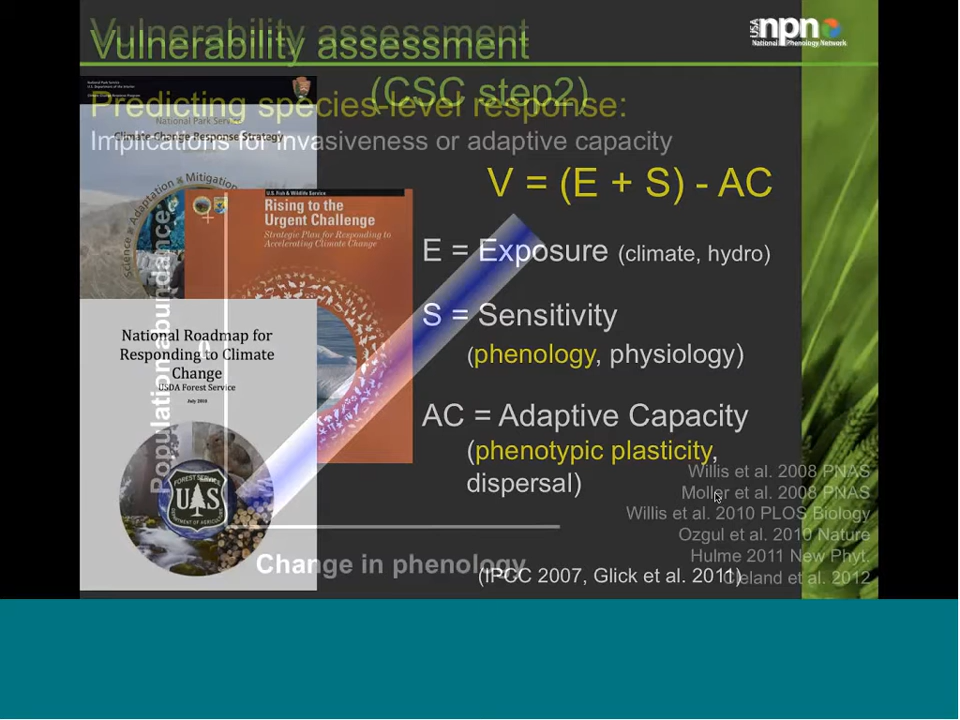 Vulnerability assessment
Vulnerability assessment
(CSC step2)
USA
npn
National Phenology Network
Predicting species-level response:
Implications for invasiveness or adaptive capacity
National Park Service
Climate Change Response Strategy
Science * Adaptation * Mitigation
U.S. Fish & Wildlife Service
Rising to the
Urgent Challenge
Strategic Plan for Responding to
Accelerating Climate Change
V = (E + S) - AC
E = Exposure (climate, hydro)
S = Sensitivity
(phenology, physiology)
AC = Adaptive Capacity
(phenotypic plasticity,
dispersal)
Population abundance
0
National Roadmap for
Responding to Climate
Change
USDA Forest Service
July 2010
FOREST SERVICE
U S
DEPARTMENT OF AGRICULTURE
Change in phenology
Willis et al. 2008 PNAS
Moller et al. 2008 PNAS
Willis et al. 2010 PLOS Biology
Ozgul et al. 2010 Nature
Hulme 2011 New Phyt.
Cleland et al. 2012
(IPCC 2007, Glick et al. 2011)